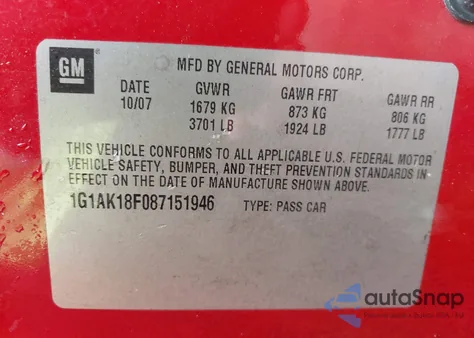 GM
MFD BY GENERAL MOTORS CORP.
DATE GVWR GAWR FRT GAWR RR
10/07 1679 KG 873 KG 806 KG
3701 LB 1924 LB 1777 LB
THIS VEHICLE CONFORMS TO ALL APPLICABLE U.S. FEDERAL MOTOR
VEHICLE SAFETY, BUMPER, AND THEFT PREVENTION STANDARDS IN
EFFECT ON THE DATE OF MANUFACTURE SHOWN ABOVE.
1G1AK18F087151946 TYPE: PASS CAR
autoSnap